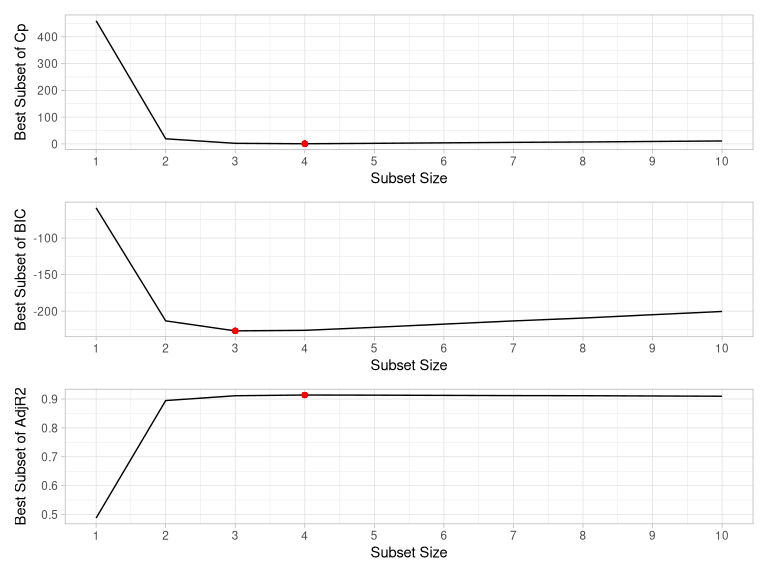 Best Subset of Cp
400
300
200
100
0
1 2 3 4 5 6 7 8 9 10
Subset Size
Best Subset of BIC
-100
-150
-200
1 2 3 4 5 6 7 8 9 10
Subset Size
Best Subset of AdjR2
0.9
0.8
0.7
0.6
0.5
1 2 3 4 5 6 7 8 9 10
Subset Size